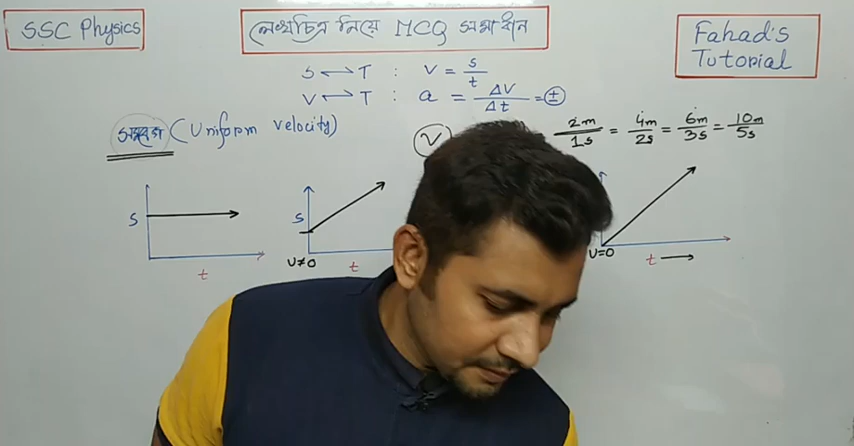 SSC Physics
লেখচিত্র নিয়ে MCQ সমাধান
Fahad's
Tutorial
S ⇌ T : v = s/t
V ⇌ T : a = ΔV/Δt = ±
সমবেগ (Uniform velocity)
V
2m/1s = 4m/2s = 6m/3s = 10m/5s
S
t
S
U≠0
t
U=0
t →